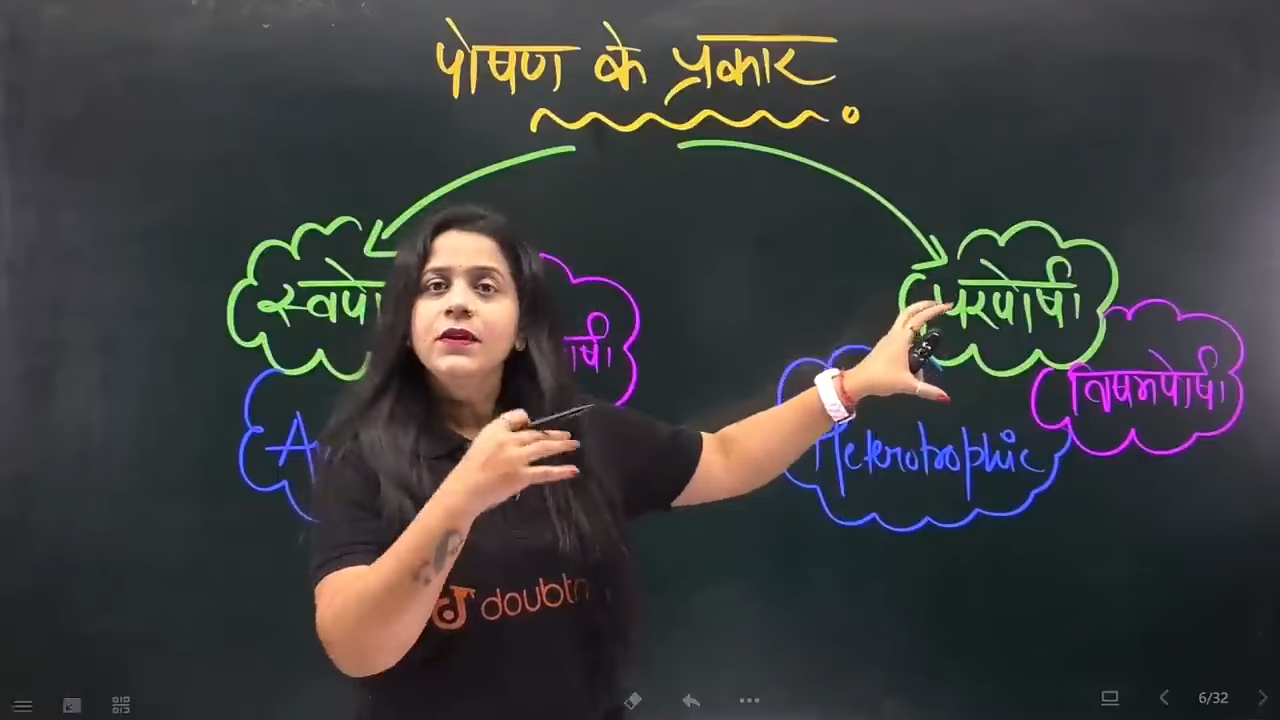 पोषण के प्रकार
परपोषी
विषमपोषी
Heterotrophic
doubtn
6/32